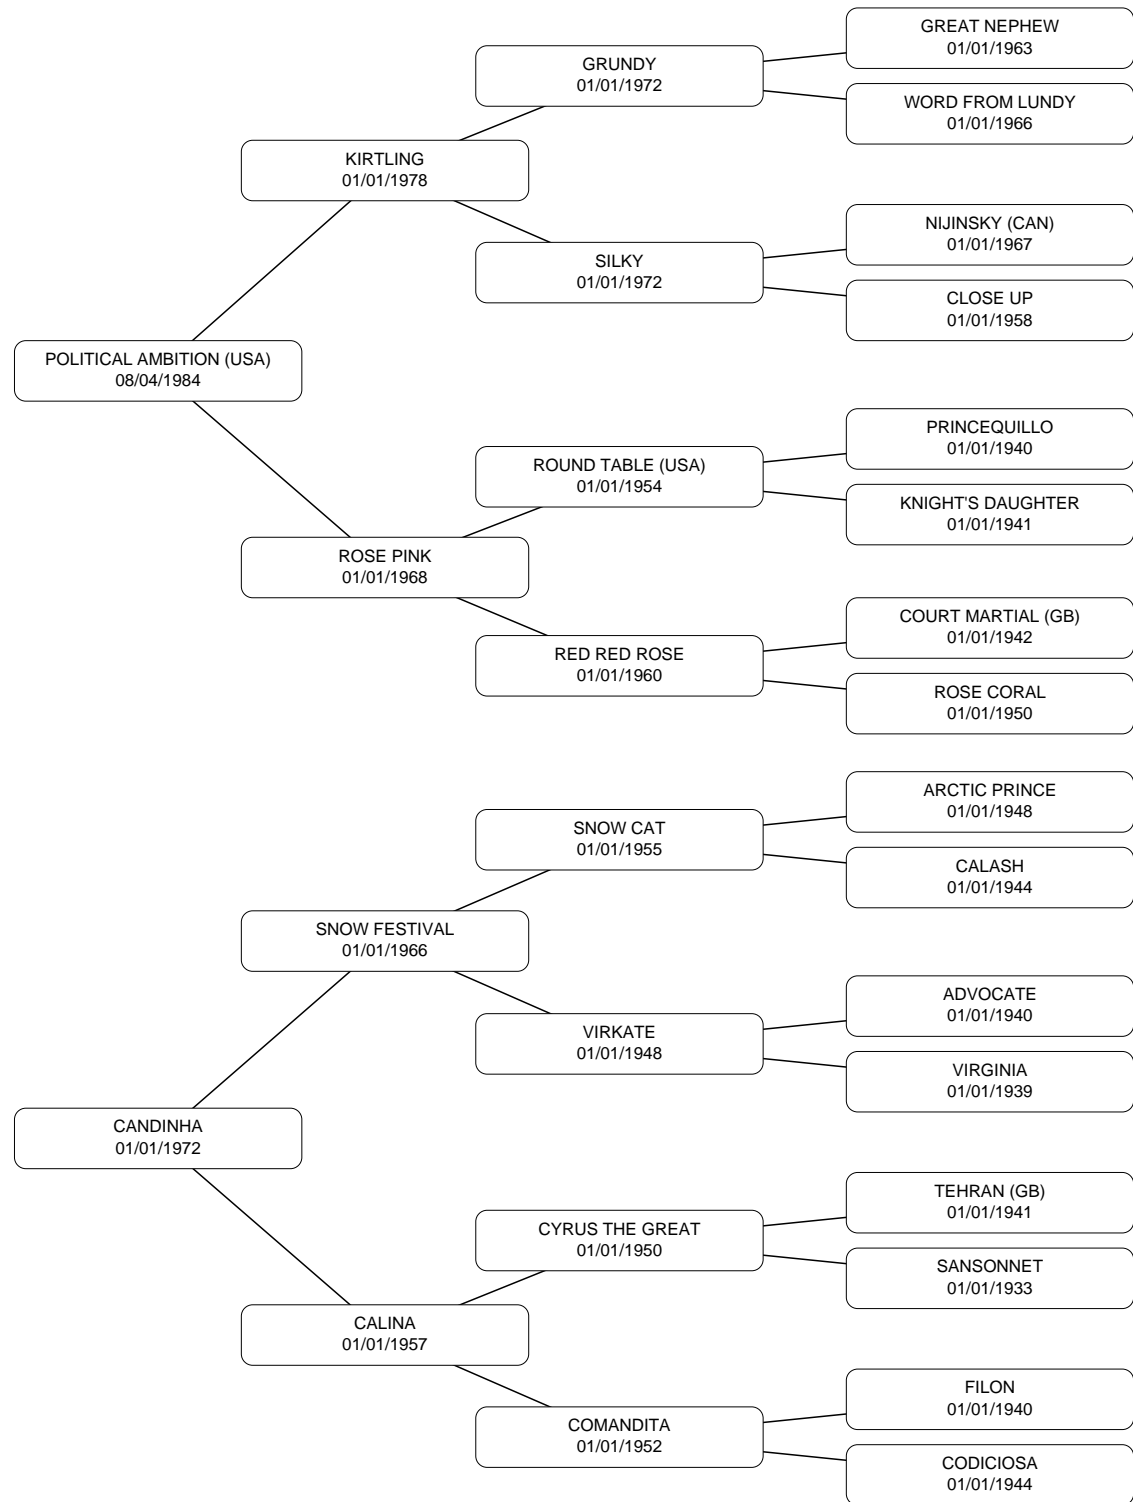 GREAT NEPHEW
01/01/1963
GRUNDY
01/01/1972
WORD FROM LUNDY
01/01/1966
KIRTLING
01/01/1978
NIJINSKY (CAN)
01/01/1967
SILKY
01/01/1972
CLOSE UP
01/01/1958
POLITICAL AMBITION (USA)
08/04/1984
PRINCEQUILLO
01/01/1940
ROUND TABLE (USA)
01/01/1954
KNIGHT'S DAUGHTER
01/01/1941
ROSE PINK
01/01/1968
COURT MARTIAL (GB)
01/01/1942
RED RED ROSE
01/01/1960
ROSE CORAL
01/01/1950
ARCTIC PRINCE
01/01/1948
SNOW CAT
01/01/1955
CALASH
01/01/1944
SNOW FESTIVAL
01/01/1966
ADVOCATE
01/01/1940
VIRKATE
01/01/1948
VIRGINIA
01/01/1939
CANDINHA
01/01/1972
TEHRAN (GB)
01/01/1941
CYRUS THE GREAT
01/01/1950
SANSONNET
01/01/1933
CALINA
01/01/1957
FILON
01/01/1940
COMANDITA
01/01/1952
CODICIOSA
01/01/1944